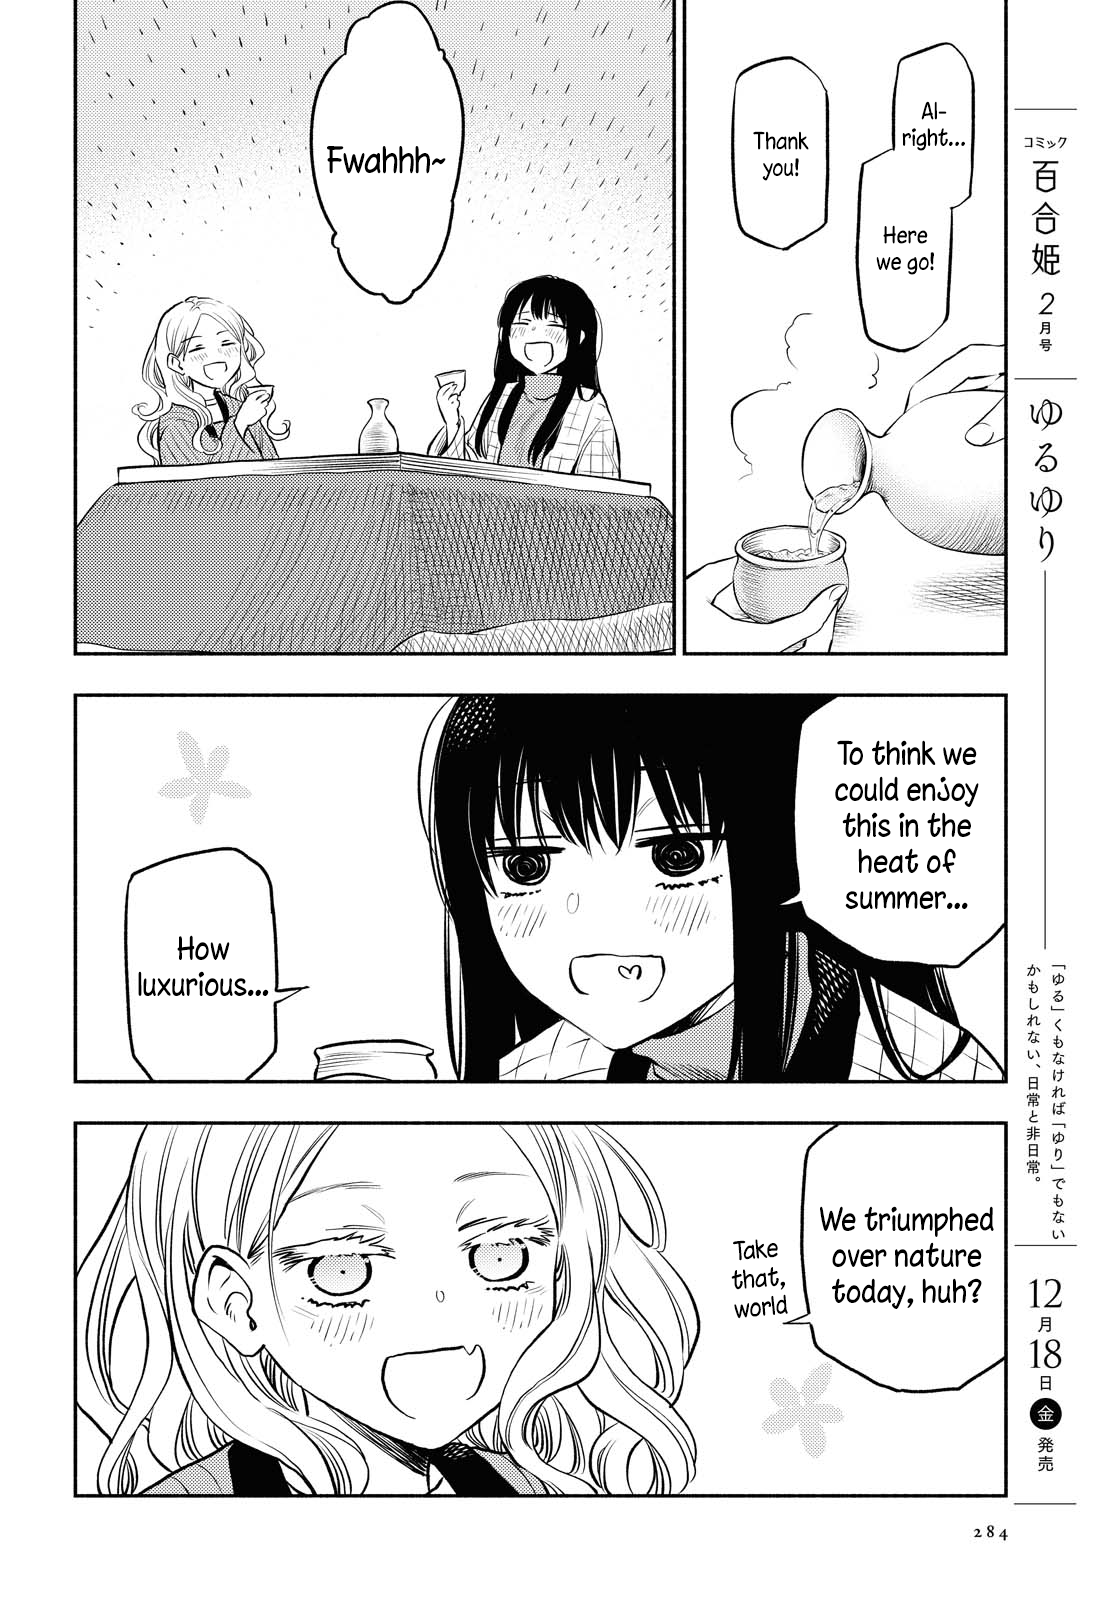 Al-
right...
Here
we go!
Thank
you!
Fwahhh~
To think we
could enjoy
this in the
heat of
summer...
How
luxurious...
We triumphed
over nature
today, huh?
Take
that,
world
コミック
百合姫
2月号
ゆるゆり
「ゆる」くもなければ「ゆり」でもない
かもしれない、日常と非日常。
12月18日金発売
284